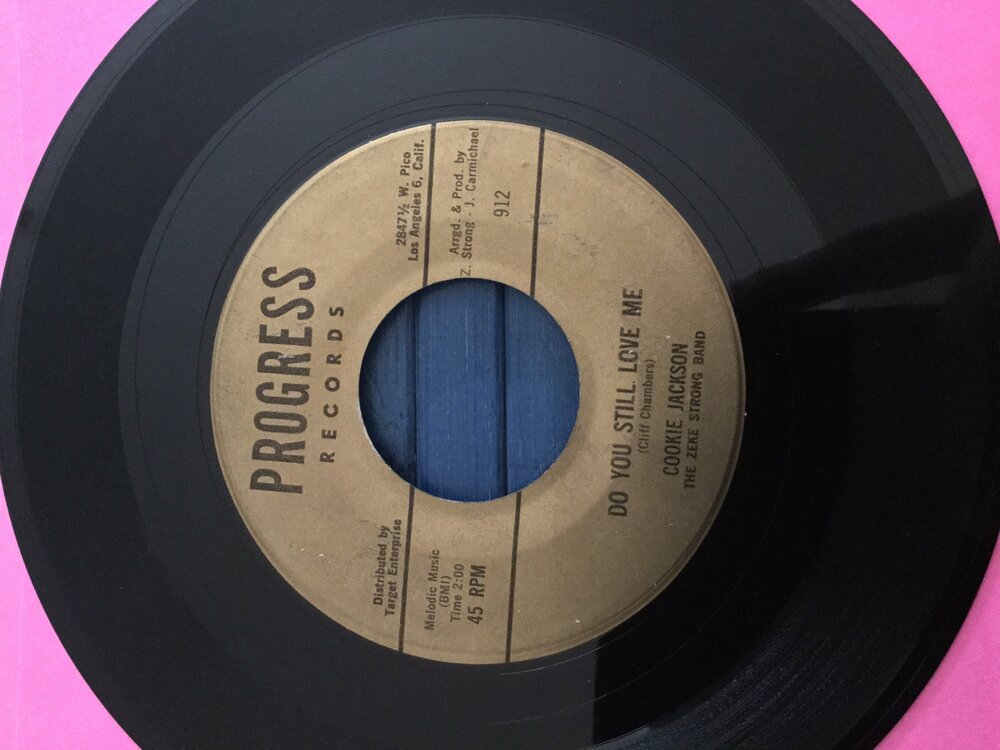 PROGRESS
RECORDS
Distributed by
Target Enterprise
2847½ W. Pico
Los Angeles 6, Calif.
Melodic Music
(BMI)
Time 2:00
45 RPM
Arrgd. & Prod. by
Z. Strong - J. Carmichael
912
DO YOU STILL LOVE ME
(Cliff Chambers)
COOKIE JACKSON
THE ZEKE STRONG BAND